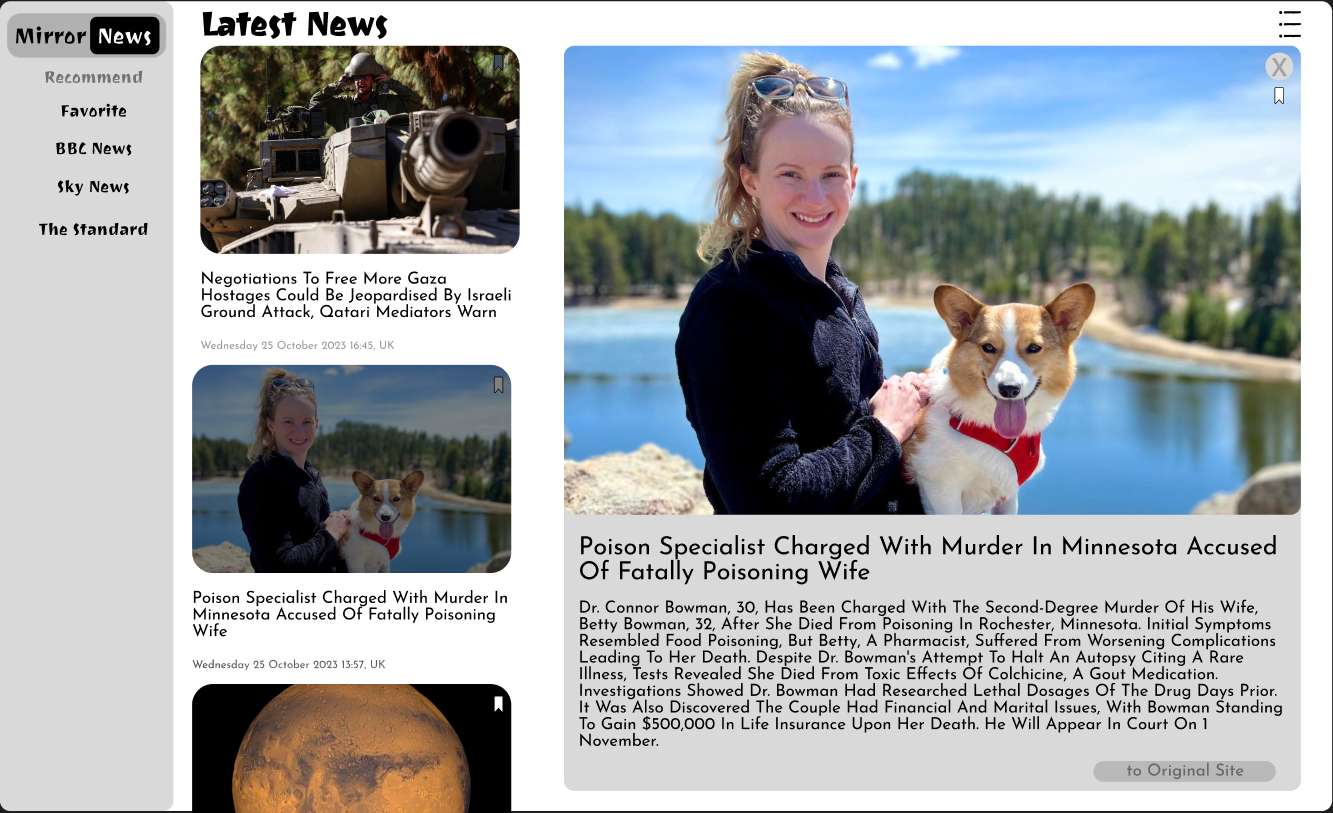 Mirror News
Recommend
Favorite
BBC News
Sky News
The Standard
Latest News
Negotiations To Free More Gaza
Hostages Could Be Jeopardised By Israeli
Ground Attack, Qatari Mediators Warn
Wednesday 25 October 2023 16:45, UK
Poison Specialist Charged With Murder In
Minnesota Accused Of Fatally Poisoning
Wife
Wednesday 25 October 2023 13:57, UK
X
Poison Specialist Charged With Murder In Minnesota Accused
Of Fatally Poisoning Wife
Dr. Connor Bowman, 30, Has Been Charged With The Second-Degree Murder Of His Wife,
Betty Bowman, 32, After She Died From Poisoning In Rochester, Minnesota. Initial Symptoms
Resembled Food Poisoning, But Betty, A Pharmacist, Suffered From Worsening Complications
Leading To Her Death. Despite Dr. Bowman's Attempt To Halt An Autopsy Citing A Rare
Illness, Tests Revealed She Died From Toxic Effects Of Colchicine, A Gout Medication.
Investigations Showed Dr. Bowman Had Researched Lethal Dosages Of The Drug Days Prior.
It Was Also Discovered The Couple Had Financial And Marital Issues, With Bowman Standing
To Gain $500,000 In Life Insurance Upon Her Death. He Will Appear In Court On 1
November.
to Original Site